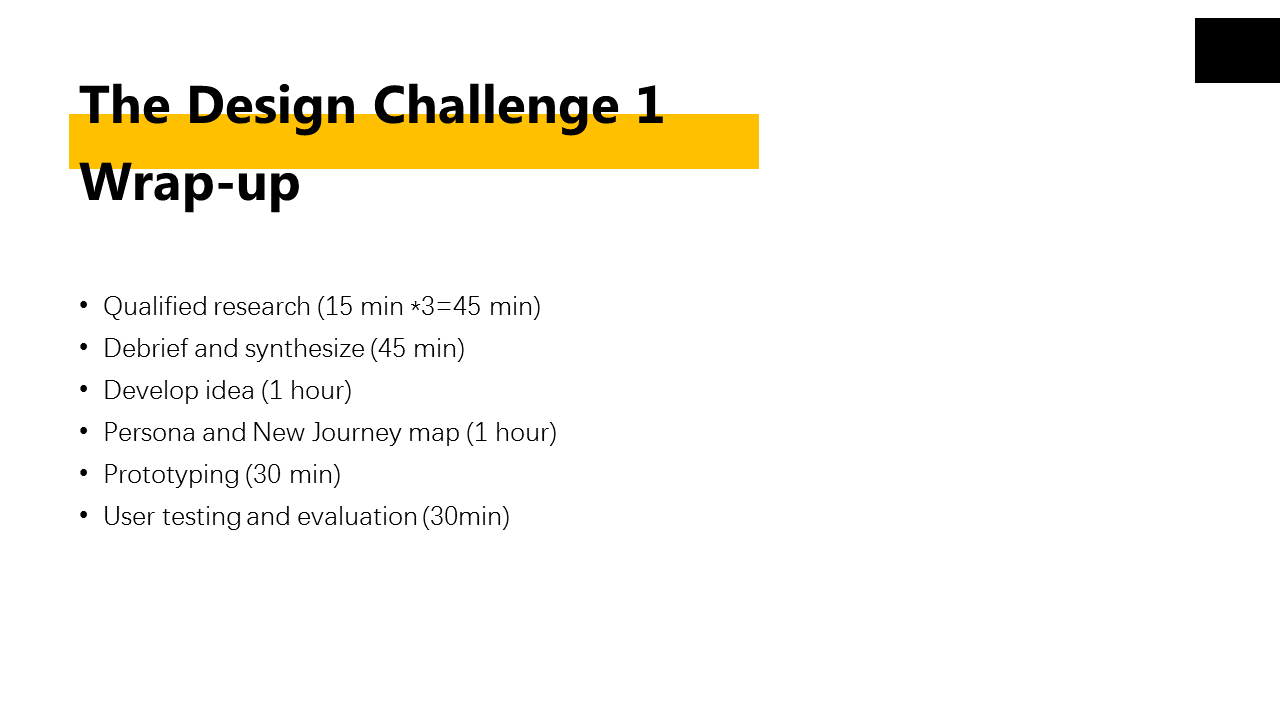 The Design Challenge 1
Wrap-up
• Qualified research (15 min *3=45 min)
• Debrief and synthesize (45 min)
• Develop idea (1 hour)
• Persona and New Journey map (1 hour)
• Prototyping (30 min)
• User testing and evaluation (30min)